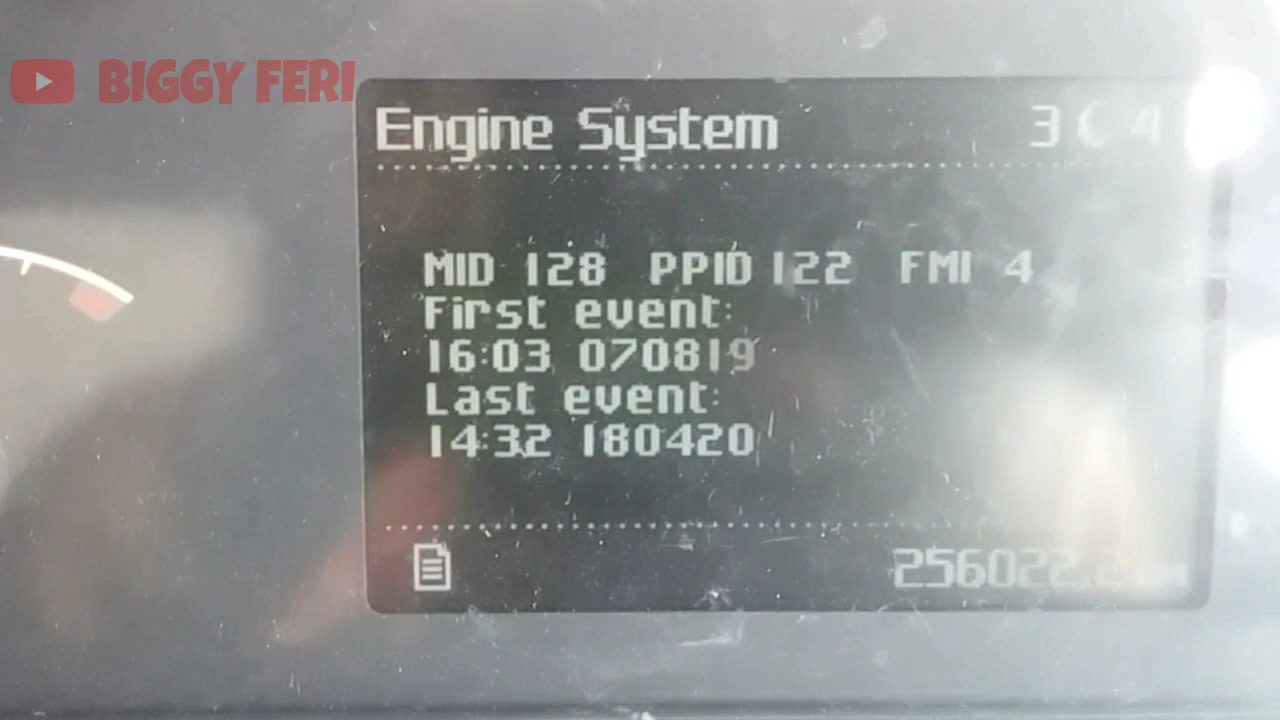 BIGGY FERI
Engine System
MID 128 PPID 122 FMI 4
First event:
16:03 070819
Last event:
14:32 180420